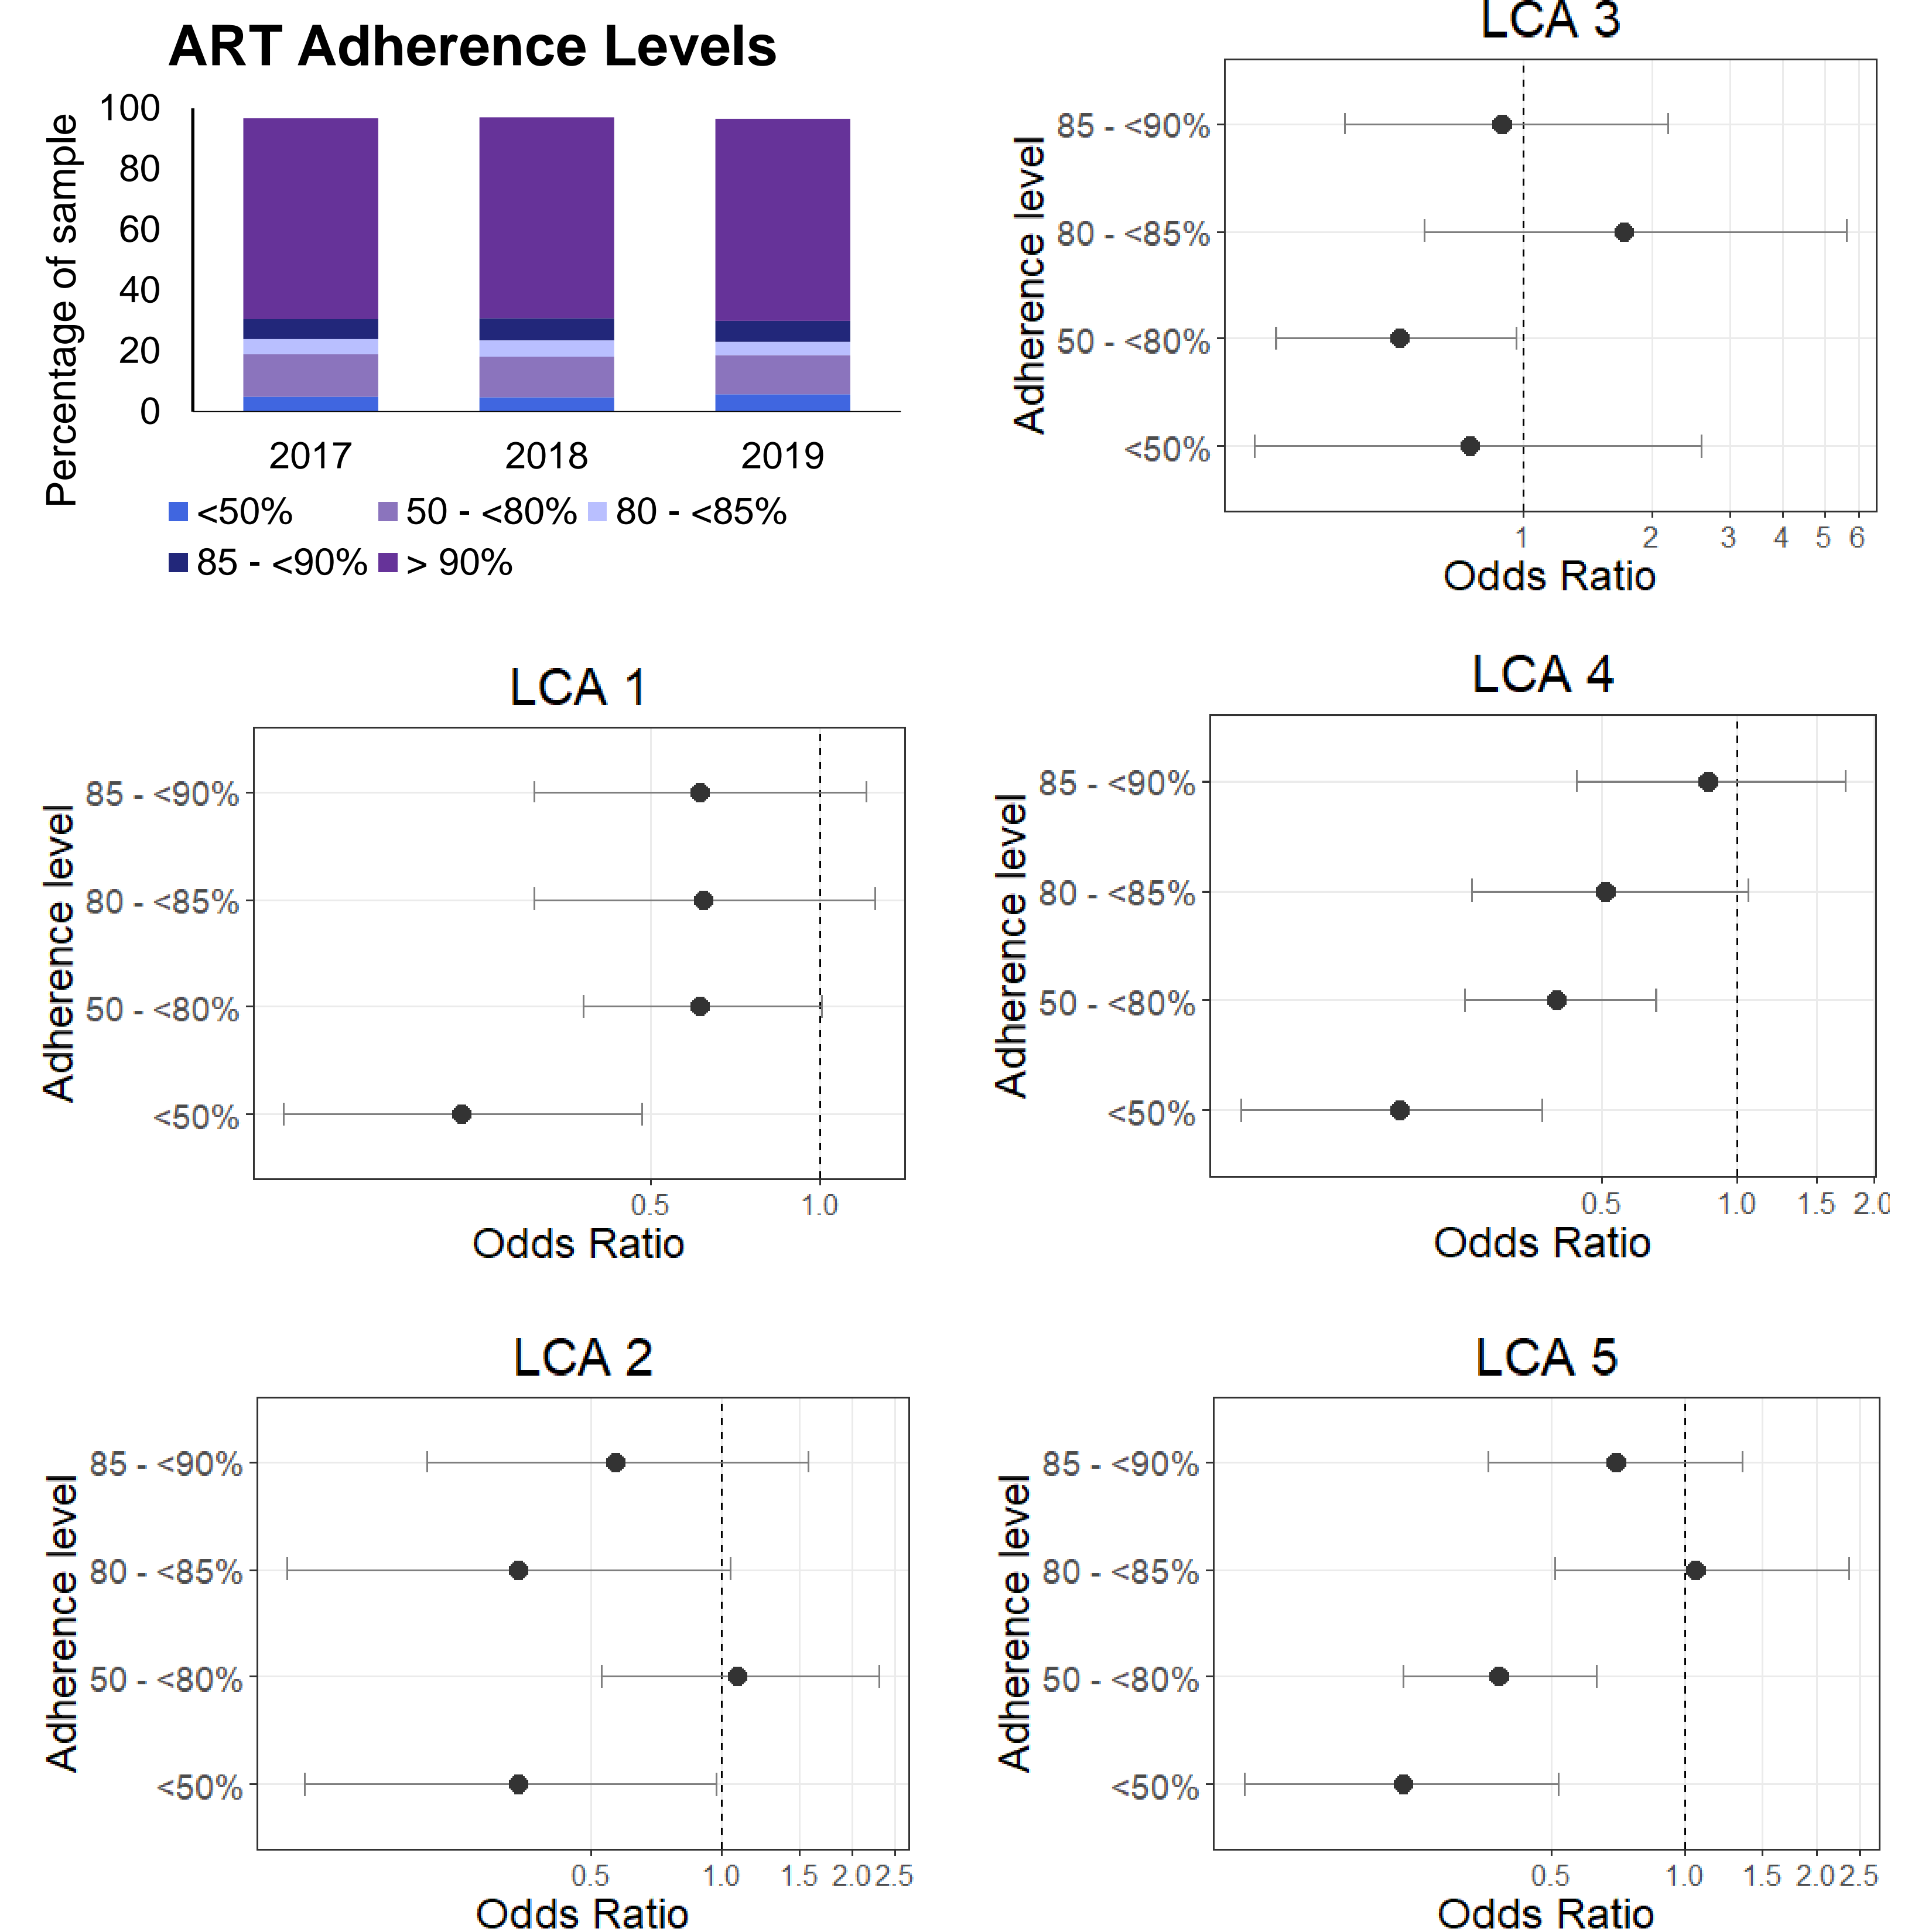 ART Adherence Levels
Percentage of sample
100
80
60
40
20
0
2017 2018 2019
<50% 50 - <80% 80 - <85%
85 - <90% > 90%
LCA 3
Adherence level
85 - <90%
80 - <85%
50 - <80%
<50%
1 2 3 4 5 6
Odds Ratio
LCA 1
Adherence level
85 - <90%
80 - <85%
50 - <80%
<50%
0.5 1.0
Odds Ratio
LCA 4
Adherence level
85 - <90%
80 - <85%
50 - <80%
<50%
0.5 1.0 1.5 2.0
Odds Ratio
LCA 2
Adherence level
85 - <90%
80 - <85%
50 - <80%
<50%
0.5 1.0 1.5 2.0 2.5
Odds Ratio
LCA 5
Adherence level
85 - <90%
80 - <85%
50 - <80%
<50%
0.5 1.0 1.5 2.0 2.5
Odds Ratio